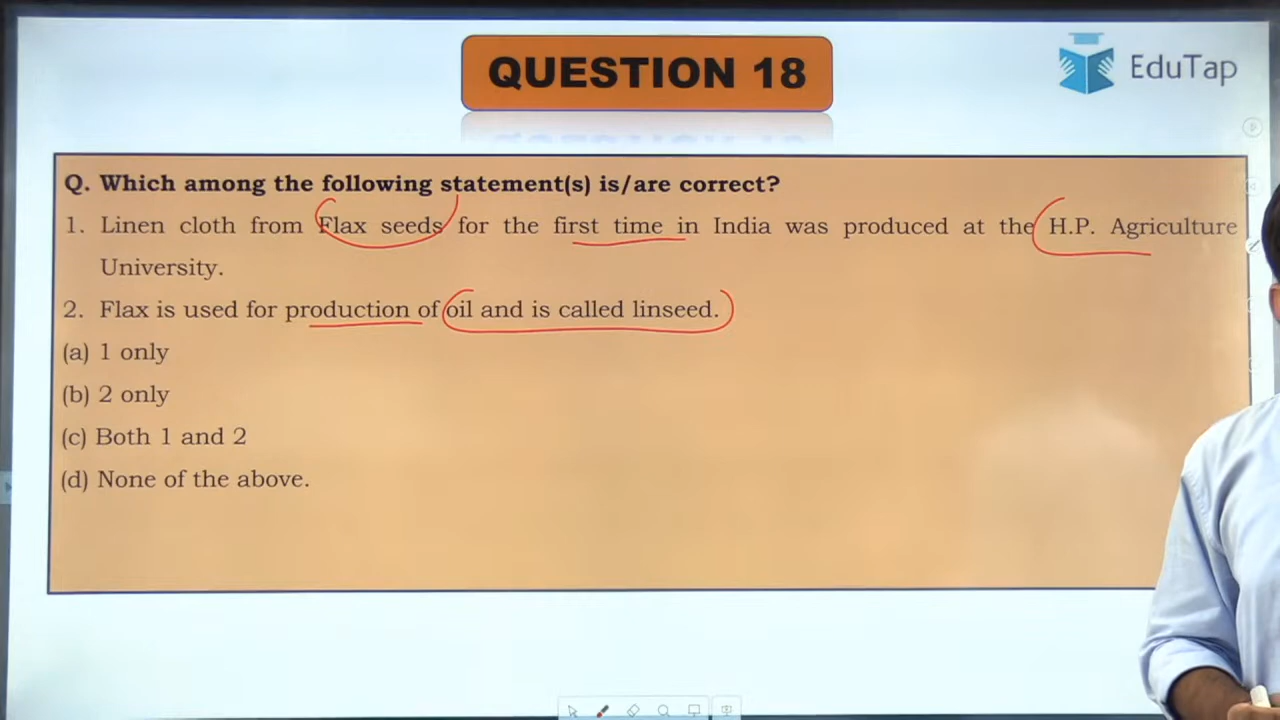 QUESTION 18
EduTap
Q. Which among the following statement(s) is/are correct?
1. Linen cloth from Flax seeds for the first time in India was produced at the H.P. Agriculture
University.
2. Flax is used for production of oil and is called linseed.
(a) 1 only
(b) 2 only
(c) Both 1 and 2
(d) None of the above.